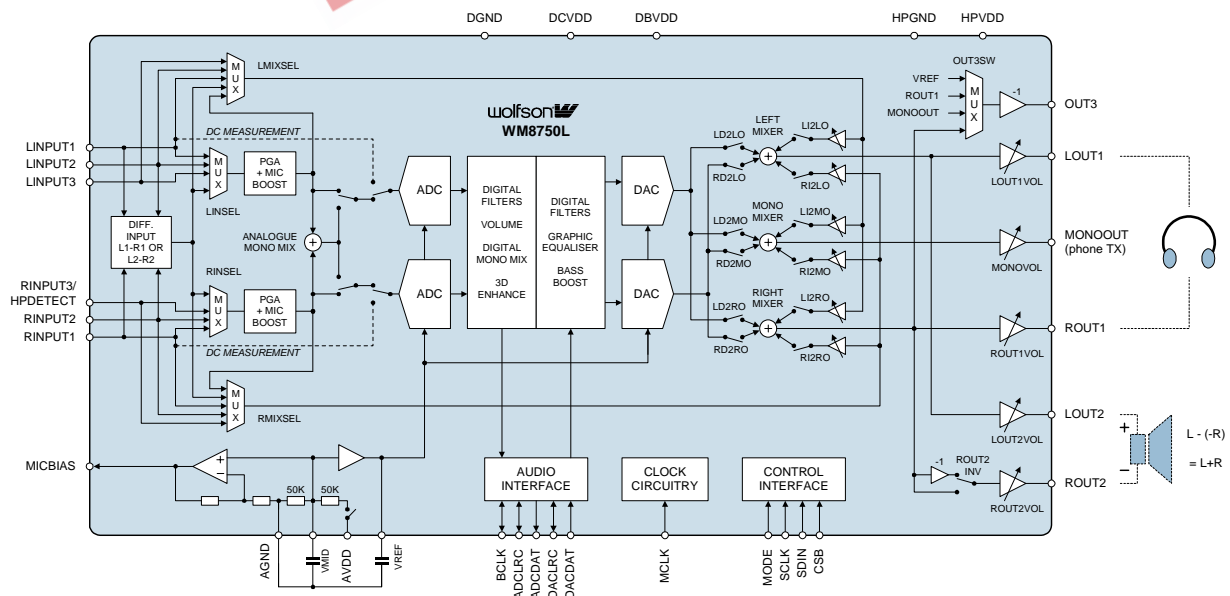 DGND
DCVDD
DBVDD
HPGND
HPVDD
wolfson
WM8750L
LMIXSEL
M
U
X
DC MEASUREMENT
LINPUT1
LINPUT2
LINPUT3
M
U
X
LINSEL
PGA
+ MIC
BOOST
DIFF.
INPUT
L1-R1 OR
L2-R2
ANALOGUE
MONO MIX
+
RINSEL
RINPUT3/
HPDETECT
RINPUT2
RINPUT1
M
U
X
PGA
+ MIC
BOOST
DC MEASUREMENT
M
U
X
RMIXSEL
ADC
ADC
DIGITAL
FILTERS
VOLUME
DIGITAL
MONO MIX
3D
ENHANCE
DIGITAL
FILTERS
GRAPHIC
EQUALISER
BASS
BOOST
DAC
DAC
LEFT
MIXER
LD2LO
RD2LO
+
LI2LO
RI2LO
MONO
MIXER
LD2MO
RD2MO
+
LI2MO
RI2MO
RIGHT
MIXER
LD2RO
RD2RO
+
LI2RO
RI2RO
OUT3SW
VREF
ROUT1
MONOOUT
M
U
X
-1
OUT3
LOUT1
LOUT1VOL
MONOOUT
(phone TX)
MONOVOL
ROUT1
ROUT1VOL
LOUT2
LOUT2VOL
-1
ROUT2
INV
ROUT2
ROUT2VOL
+
−
L - (-R)
= L+R
MICBIAS
+
−
50K
50K
AUDIO
INTERFACE
CLOCK
CIRCUITRY
CONTROL
INTERFACE
AGND
VMID
AVDD
VREF
BCLK
ADCLRC
ADCDAT
DACLRC
DACDAT
MCLK
MODE
SCLK
SDIN
CSB